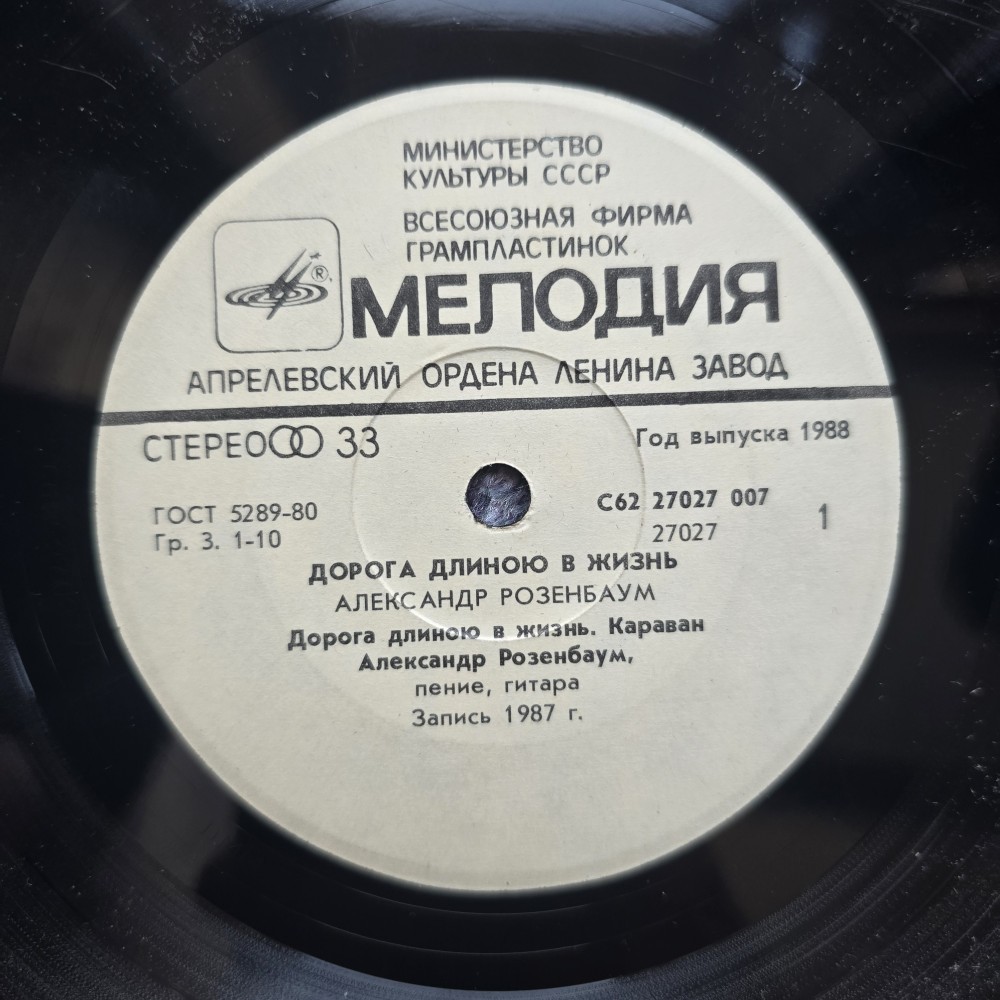 МИНИСТЕРСТВО
КУЛЬТУРЫ СССР
ВСЕСОЮЗНАЯ ФИРМА
ГРАМПЛАСТИНОК
®
МЕЛОДИЯ
АПРЕЛЕВСКИЙ ОРДЕНА ЛЕНИНА ЗАВОД
СТЕРЕО 33
Год выпуска 1988
ГОСТ 5289-80
Гр. 3. 1-10
С62 27027 007
27027
1
ДОРОГА ДЛИНОЮ В ЖИЗНЬ
АЛЕКСАНДР РОЗЕНБАУМ
Дорога длиною в жизнь. Караван
Александр Розенбаум,
пение, гитара
Запись 1987 г.